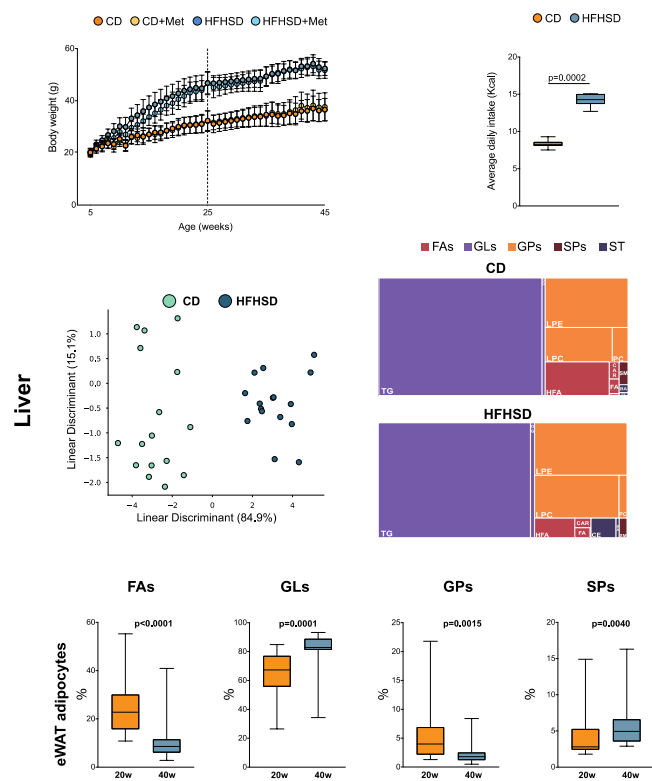 CD CD+Met HFHSD HFHSD+Met
Body weight (g)
60
40
20
0
5 25 45
Age (weeks)
CD HFHSD
p=0.0002
Average daily intake (Kcal)
20
15
10
5
0
FAs GLs GPs SPs ST
CD
TG
LPE
LPC
PC
HFA
CAR
FA
SM
HFHSD
TG
LPE
LPC
PC
HFA
CAR
FA
CE
SM
Liver
CD HFHSD
Linear Discriminant (15,1%)
1.0
0.5
0.0
-0.5
-1.0
-1.5
-2.0
-4 -2 0 2 4
Linear Discriminant (84.9%)
eWAT adipocytes
FAs
p<0.0001
%
60
40
20
0
20w 40w
GLs
p=0.0001
%
100
80
60
40
20
0
20w 40w
GPs
p=0.0015
%
25
20
15
10
5
0
20w 40w
SPs
p=0.0040
%
20
15
10
5
0
20w 40w